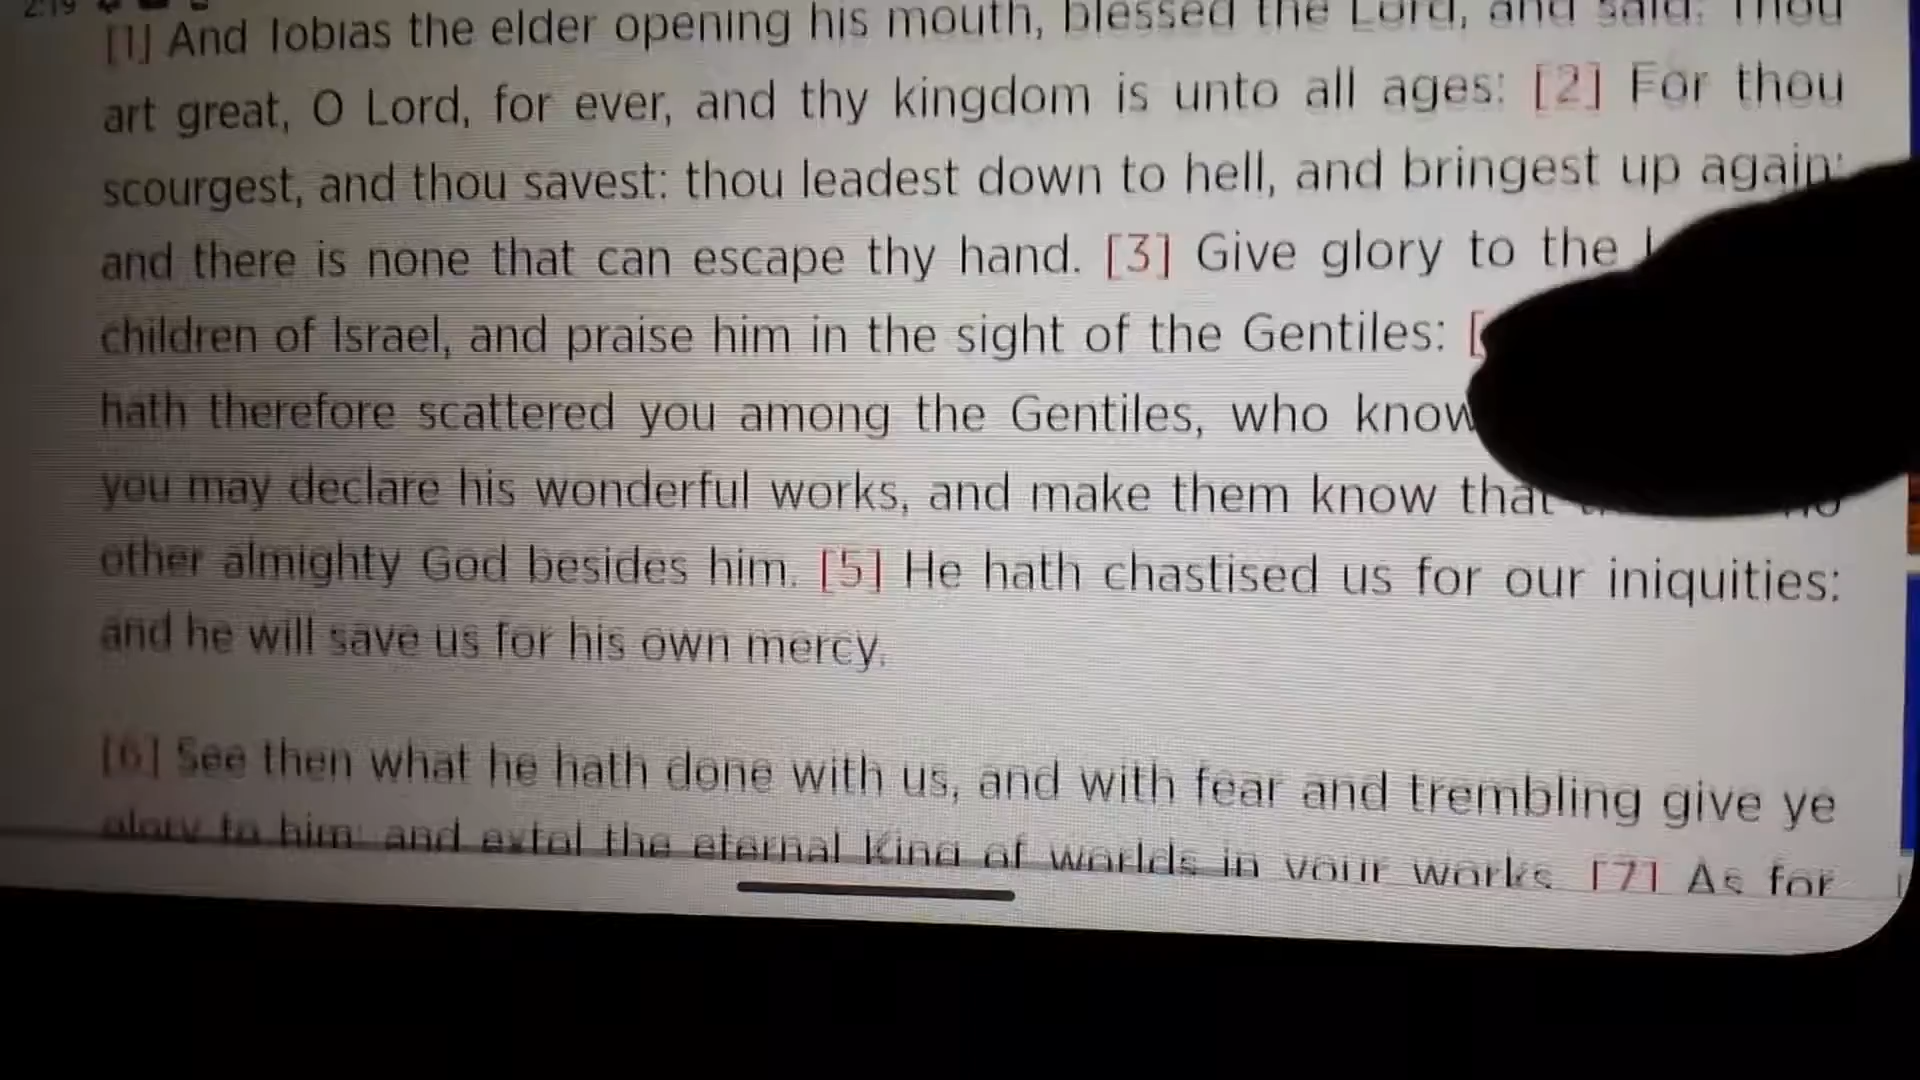 2:19
[1] And Tobias the elder opening his mouth, blessed the Lord, and said: Thou
art great, O Lord, for ever, and thy kingdom is unto all ages: [2] For thou
scourgest, and thou savest: thou leadest down to hell, and bringest up again:
and there is none that can escape thy hand. [3] Give glory to the
children of Israel, and praise him in the sight of the Gentiles:
hath therefore scattered you among the Gentiles, who know
you may declare his wonderful works, and make them know that no
other almighty God besides him. [5] He hath chastised us for our iniquities:
and he will save us for his own mercy.
[6] See then what he hath done with us, and with fear and trembling give ye
glory to him: and extol the eternal King of worlds in your works. [7] As for